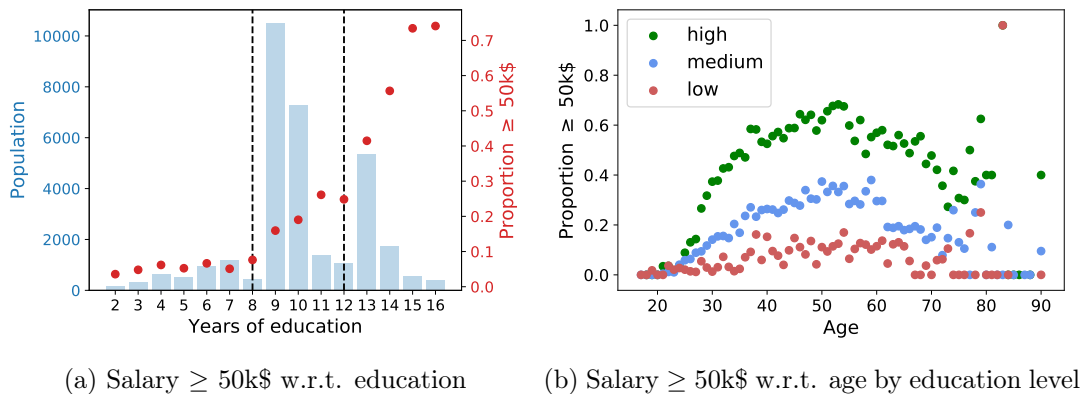 10000
8000
6000
4000
2000
0
Population
2 3 4 5 6 7 8 9 10 11 12 13 14 15 16
Years of education
0.7
0.6
0.5
0.4
0.3
0.2
0.1
0.0
Proportion ≥ 50k$
(a) Salary ≥ 50k$ w.r.t. education
1.0
0.8
0.6
0.4
0.2
0.0
Proportion ≥ 50k$
high
medium
low
20 30 40 50 60 70 80 90
Age
(b) Salary ≥ 50k$ w.r.t. age by education level